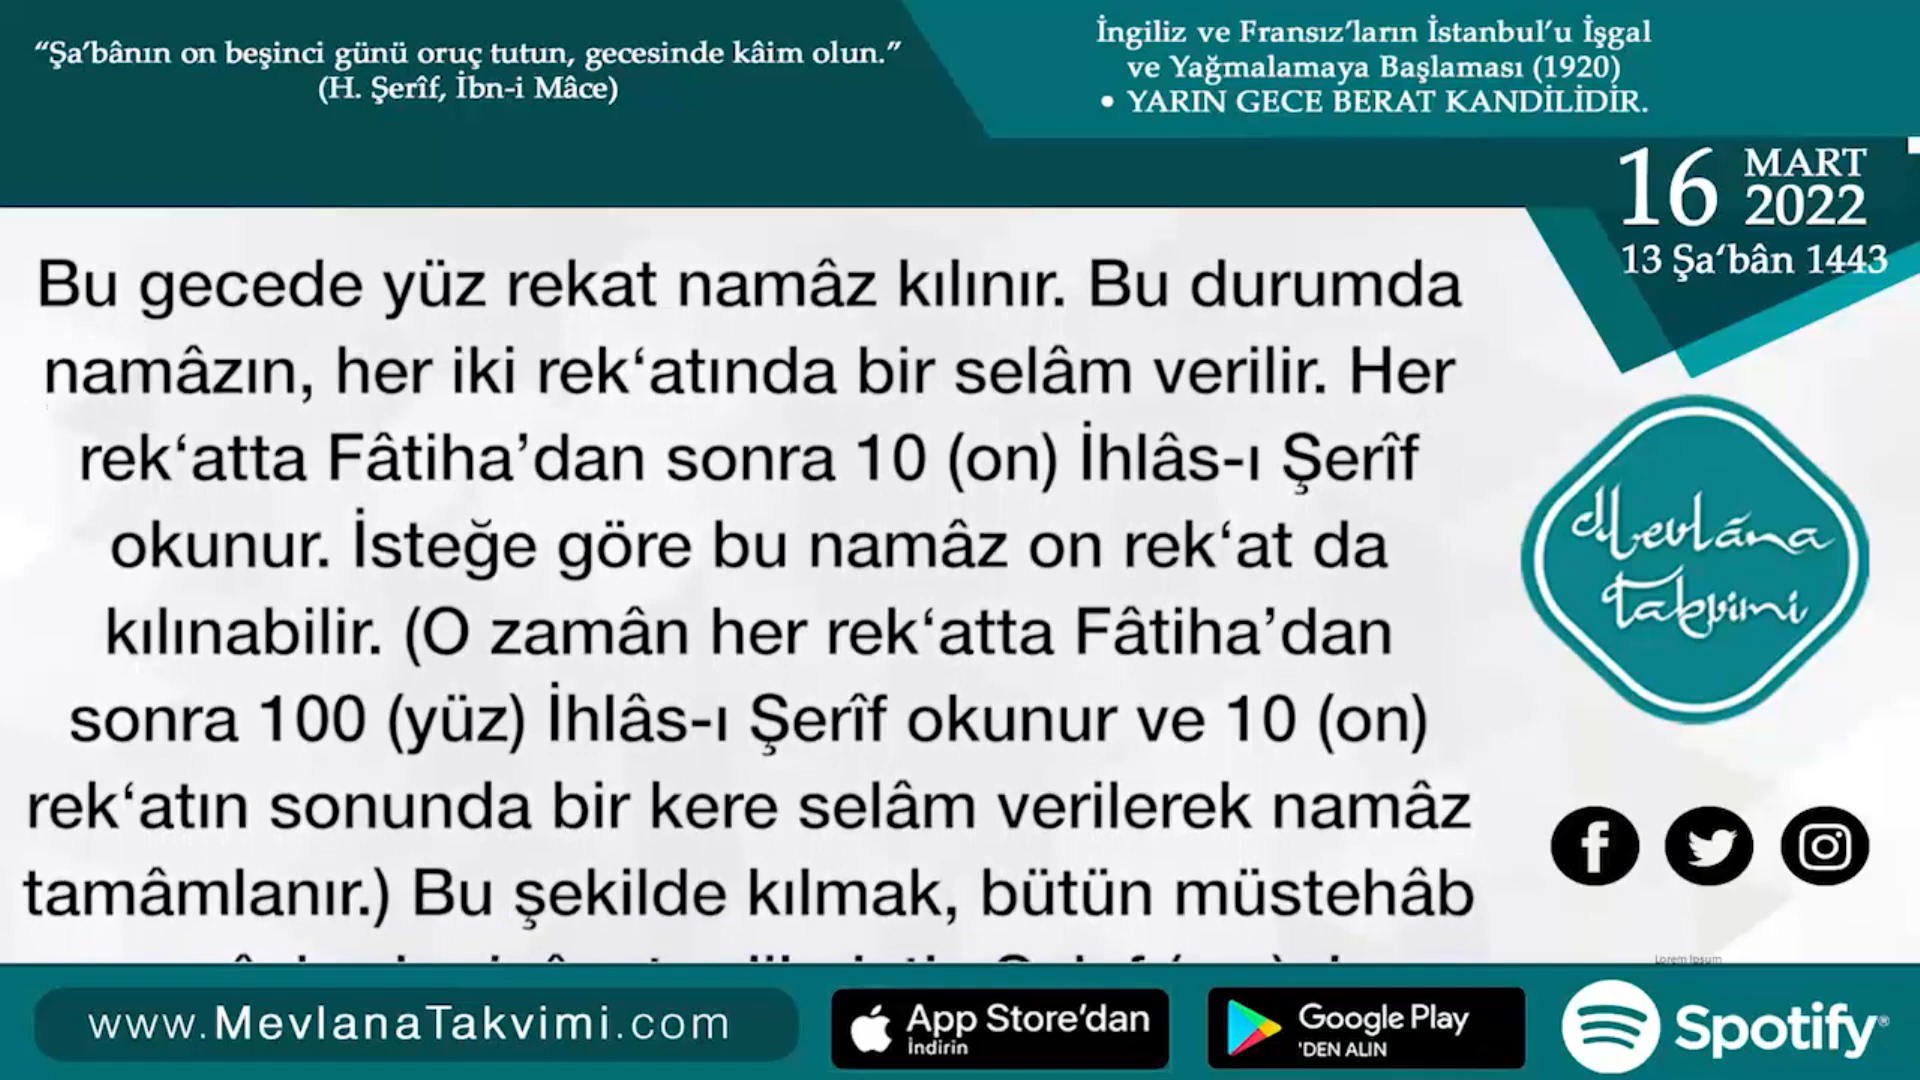 “Şa‘bânın on beşinci günü oruç tutun, gecesinde kâim olun.”
(H. Şerîf, İbn-i Mâce)
İngiliz ve Fransız’ların İstanbul’u İşgal
ve Yağmalamaya Başlaması (1920)
• YARIN GECE BERAT KANDİLİDİR.
16 MART
2022
13 Şa‘bân 1443
Bu gecede yüz rekat namâz kılınır. Bu durumda
namâzın, her iki rek‘atında bir selâm verilir. Her
rek‘atta Fâtiha’dan sonra 10 (on) İhlâs-ı Şerîf
okunur. İsteğe göre bu namâz on rek‘at da
kılınabilir. (O zamân her rek‘atta Fâtiha’dan
sonra 100 (yüz) İhlâs-ı Şerîf okunur ve 10 (on)
rek‘atın sonunda bir kere selâm verilerek namâz
tamâmlanır.) Bu şekilde kılmak, bütün müstehâb
Mevlâna
takvimi
Lorem Ipsum
www.MevlanaTakvimi.com
App Store’dan
İndirin
Google Play
'DEN ALIN
Spotify®